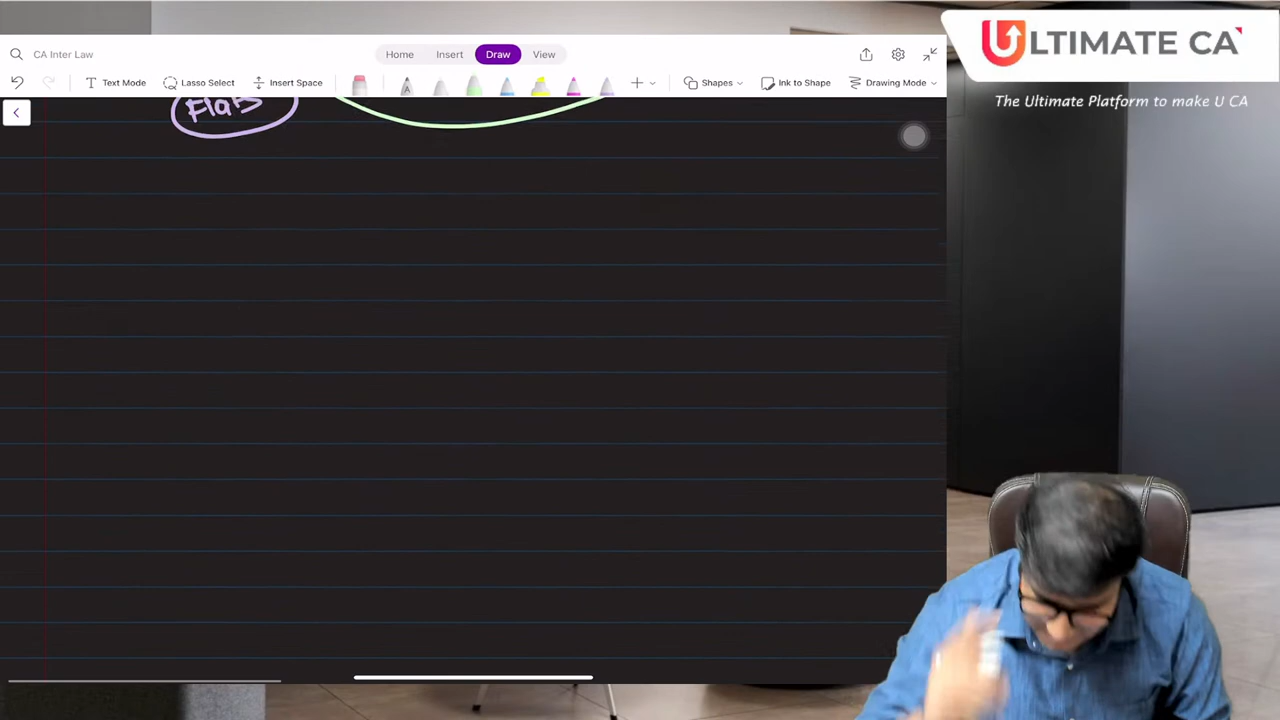 ULTIMATE CA
The Ultimate Platform to make U CA
CA Inter Law
Home Insert Draw View
Text Mode Lasso Select Insert Space Shapes Ink to Shape Drawing Mode